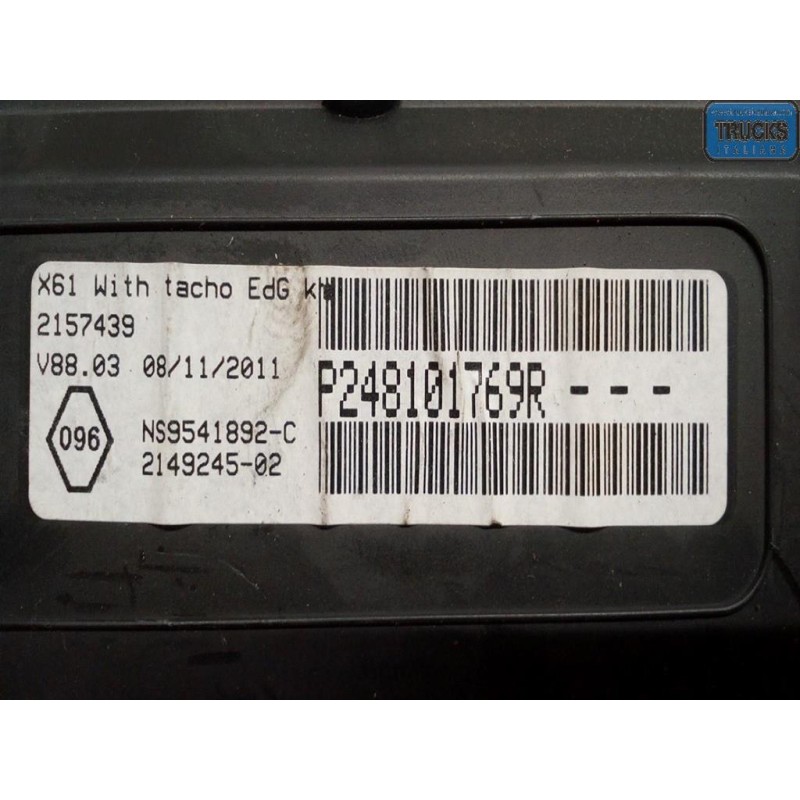 TRUCKS
X61 With tacho EdG
2157439
V88.03 08/11/2011
P248101769R - - -
096
NS9541892-C
2149245-02